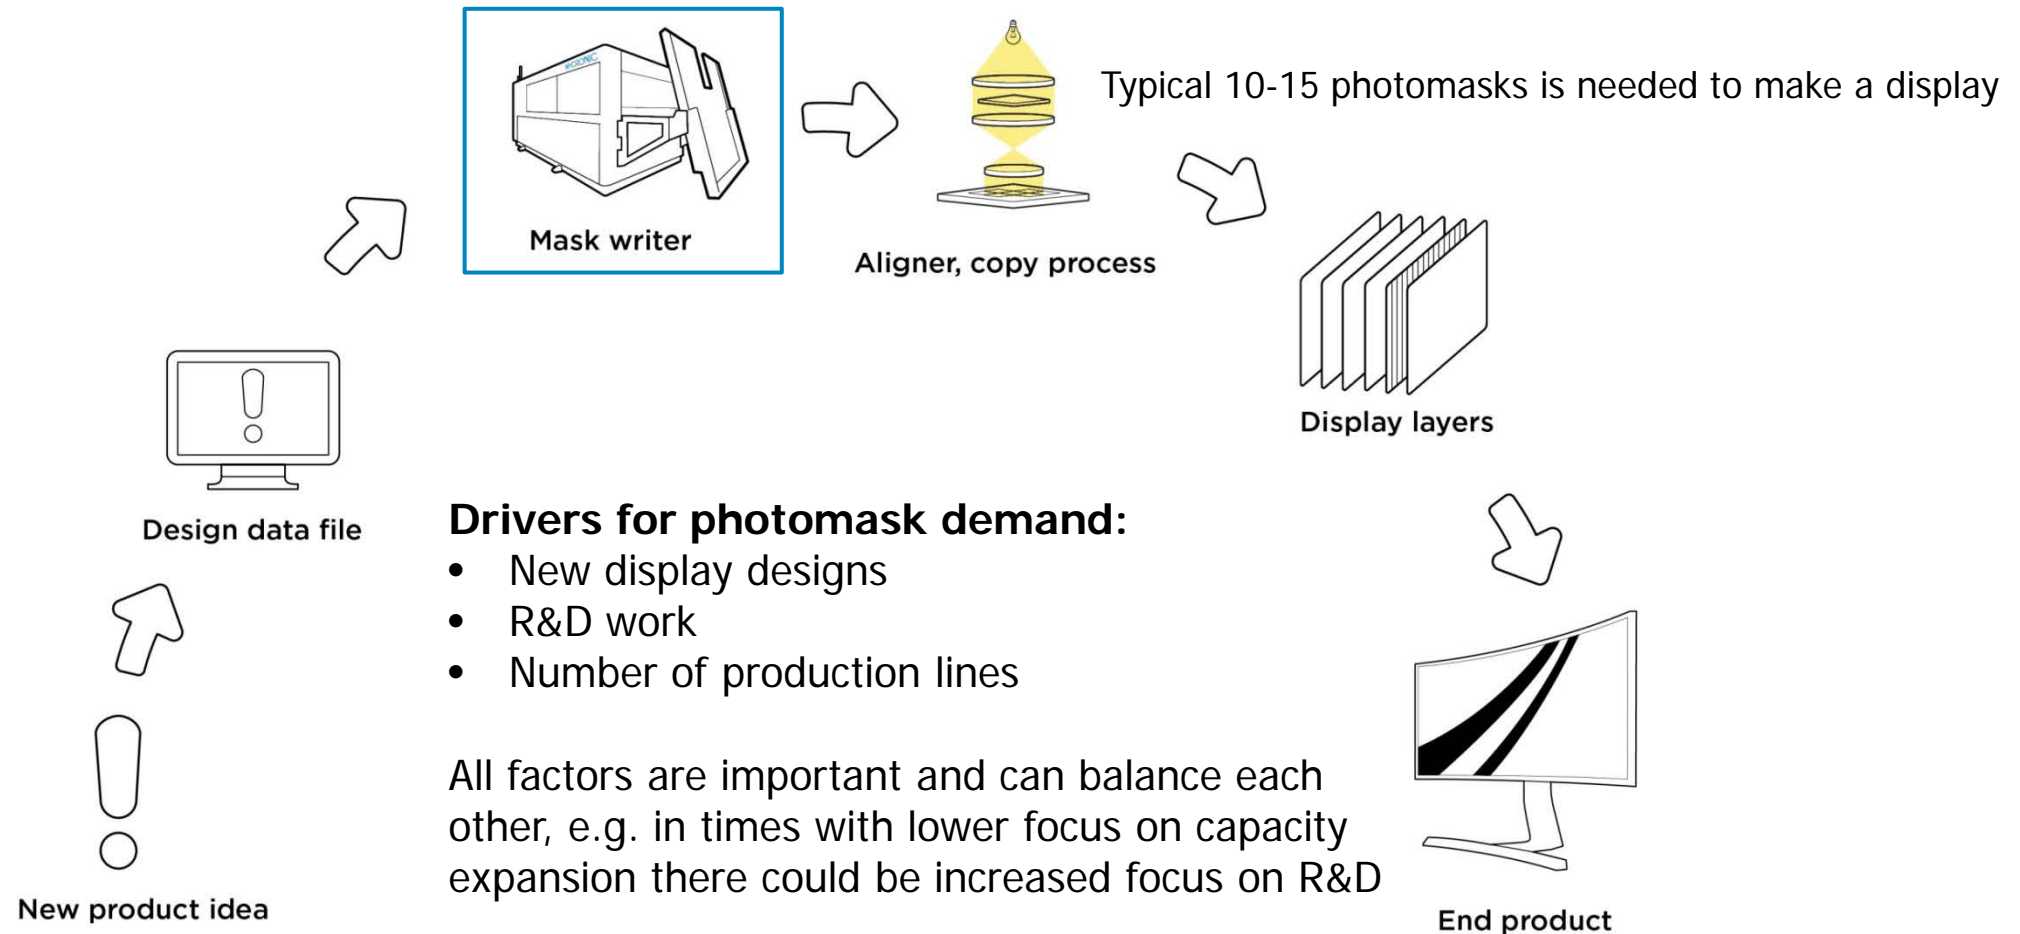 MYCRONIC
Mask writer
Aligner, copy process
Typical 10-15 photomasks is needed to make a display
Display layers
Design data file
New product idea
Drivers for photomask demand:
• New display designs
• R&D work
• Number of production lines
All factors are important and can balance each
other, e.g. in times with lower focus on capacity
expansion there could be increased focus on R&D
End product